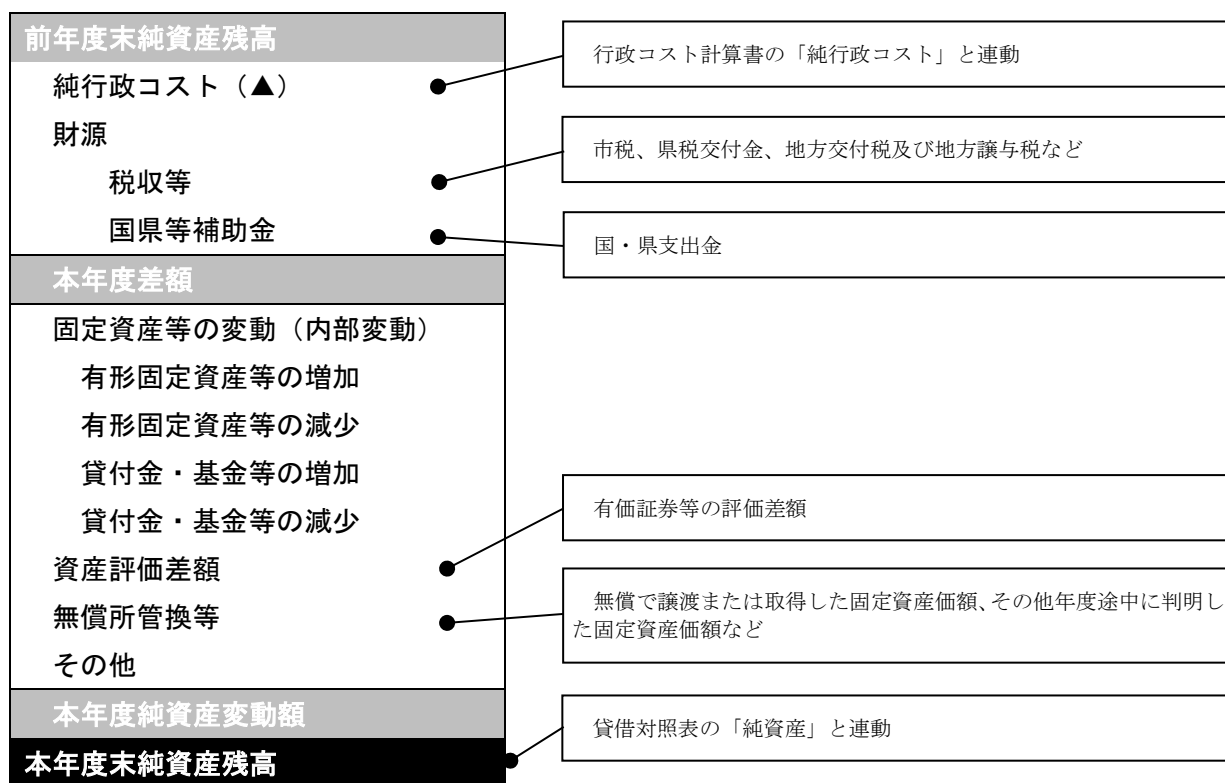 前年度末純資産残高
行政コスト計算書の「純行政コスト」と連動
純行政コスト（▲）
財源
市税、県税交付金、地方交付税及び地方譲与税など
税収等
国県等補助金
国・県支出金
本年度差額
固定資産等の変動（内部変動）
有形固定資産等の増加
有形固定資産等の減少
貸付金・基金等の増加
有価証券等の評価差額
貸付金・基金等の減少
資産評価差額
無償で譲渡または取得した固定資産価額、その他年度途中に判明し
た固定資産価額など
無償所管換等
その他
本年度純資産変動額
貸借対照表の「純資産」と連動
本年度末純資産残高